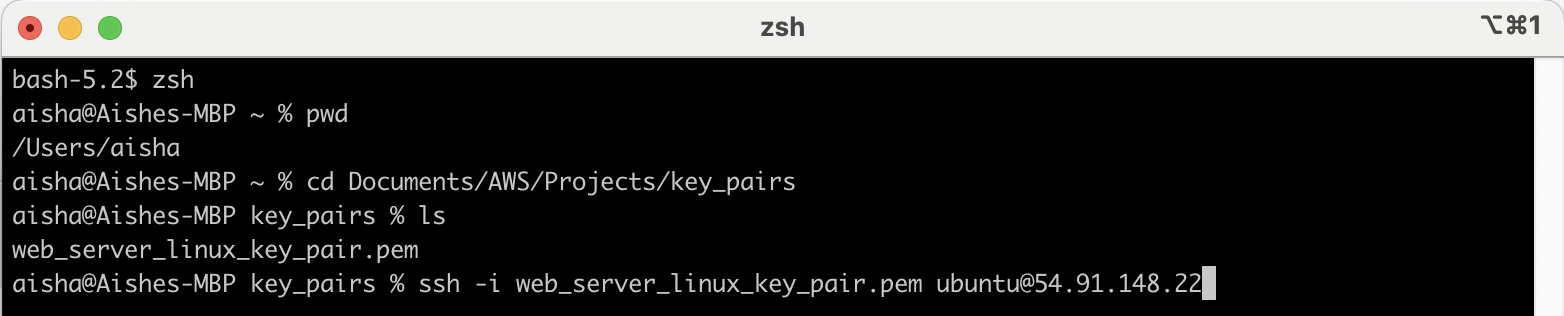 zsh
⌥⌘1
bash-5.2$ zsh
aisha@Aishes-MBP ~ % pwd
/Users/aisha
aisha@Aishes-MBP ~ % cd Documents/AWS/Projects/key_pairs
aisha@Aishes-MBP key_pairs % ls
web_server_linux_key_pair.pem
aisha@Aishes-MBP key_pairs % ssh -i web_server_linux_key_pair.pem ubuntu@54.91.148.22